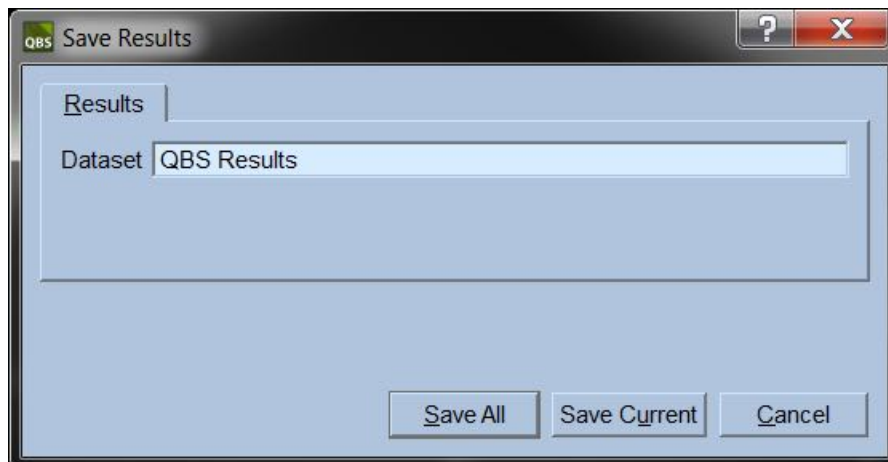 QBS Save Results
?
X
Results
Dataset QBS Results
Save All Save Current Cancel